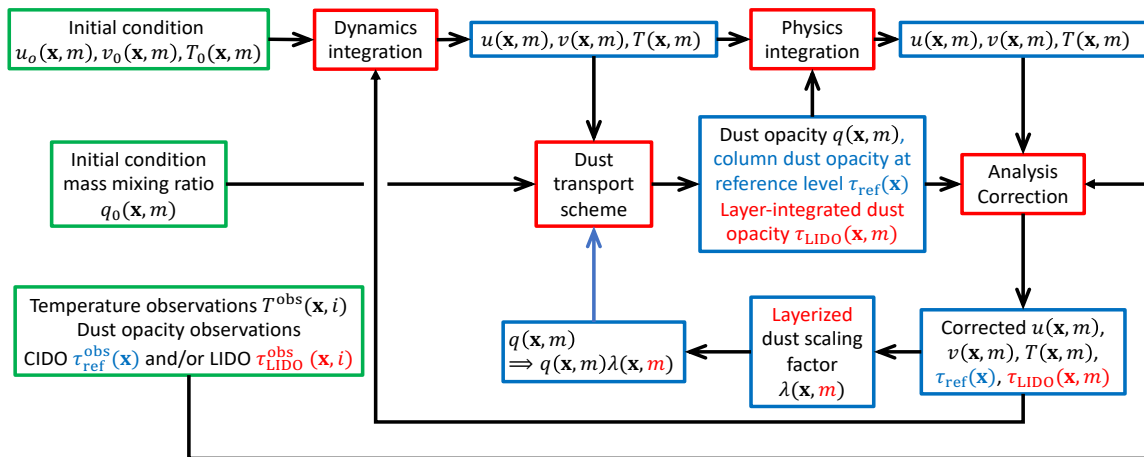 Initial condition
u_o(x, m), v_0(x, m), T_0(x, m)
Dynamics
integration
u(x, m), v(x, m), T(x, m)
Physics
integration
u(x, m), v(x, m), T(x, m)
Initial condition
mass mixing ratio
q_0(x, m)
Dust
transport
scheme
Dust opacity q(x, m),
column dust opacity at
reference level τ_ref(x)
Layer-integrated dust
opacity τ_LIDO(x, m)
Analysis
Correction
Temperature observations T^obs(x, i)
Dust opacity observations
CIDO τ_ref^obs(x) and/or LIDO τ_LIDO^obs (x, i)
q(x, m)
⟹ q(x, m)λ(x, m)
Layerized
dust scaling
factor
λ(x, m)
Corrected u(x, m),
v(x, m), T(x, m),
τ_ref(x), τ_LIDO(x, m)